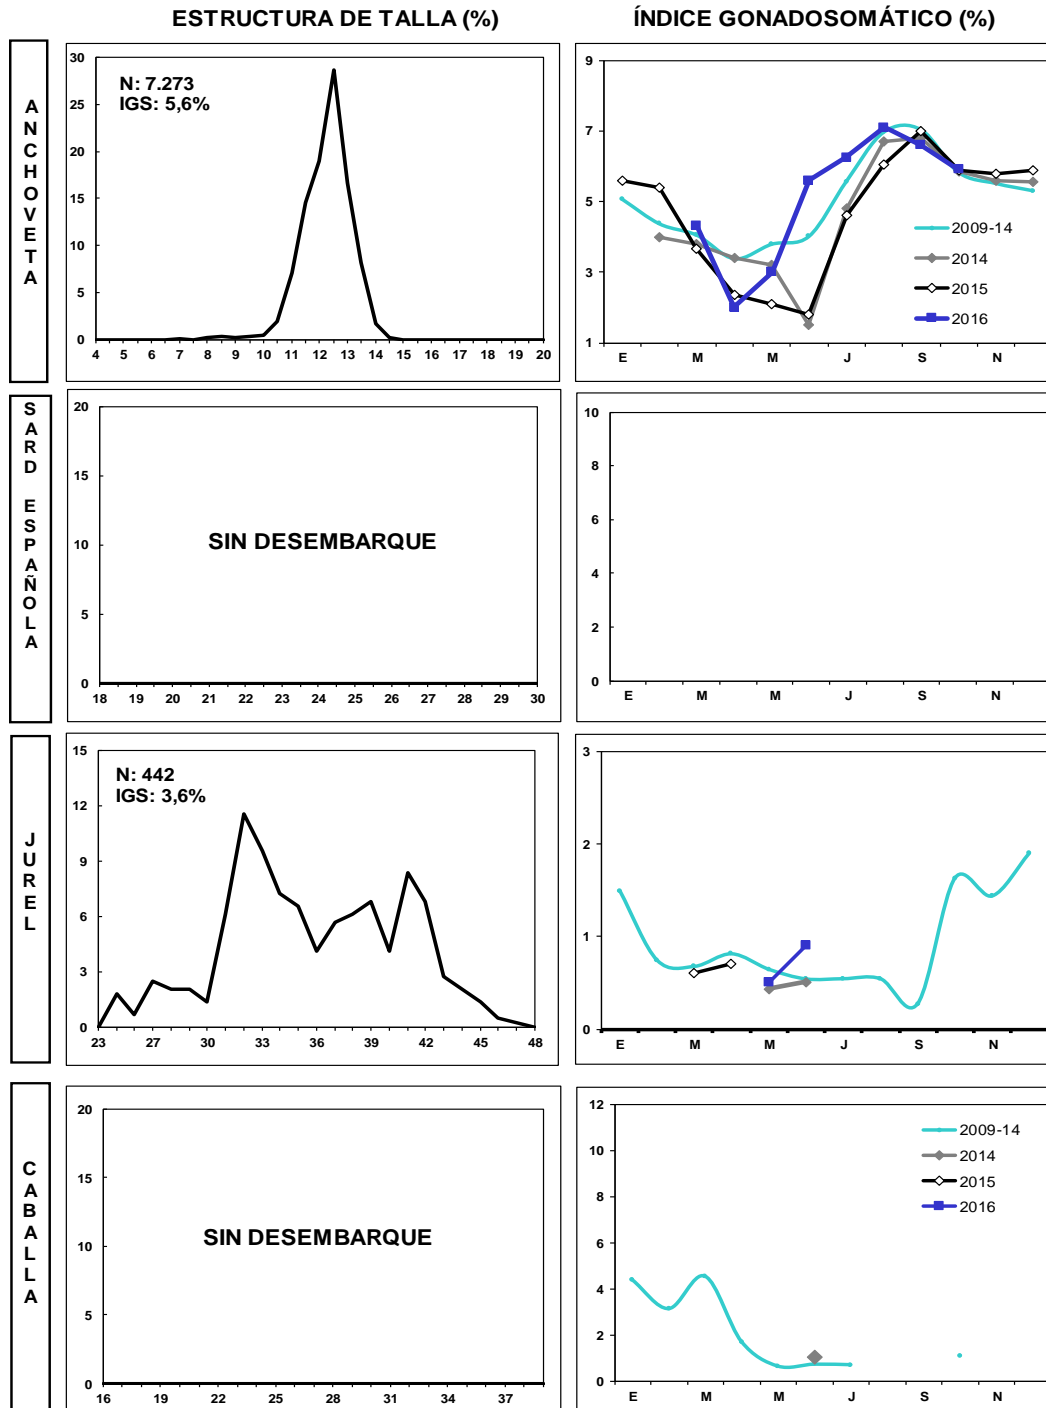 ESTRUCTURA DE TALLA (%)
ÍNDICE GONADOSOMÁTICO (%)
ANCHOVETA
30
25
20
15
10
5
0
N: 7.273
IGS: 5,6%
4 5 6 7 8 9 10 11 12 13 14 15 16 17 18 19 20
9
7
5
3
1
2009-14
2014
2015
2016
E M M J S N
SARD ESPAÑOLA
20
15
10
5
0
SIN DESEMBARQUE
18 19 20 21 22 23 24 25 26 27 28 29 30
10
8
6
4
2
0
E M M J S N
JUREL
15
12
9
6
3
0
N: 442
IGS: 3,6%
23 27 30 33 36 39 42 45 48
3
2
1
0
E M M J S N
CABALLA
20
15
10
5
0
SIN DESEMBARQUE
16 19 22 25 28 31 34 37
12
10
8
6
4
2
0
2009-14
2014
2015
2016
E M M J S N